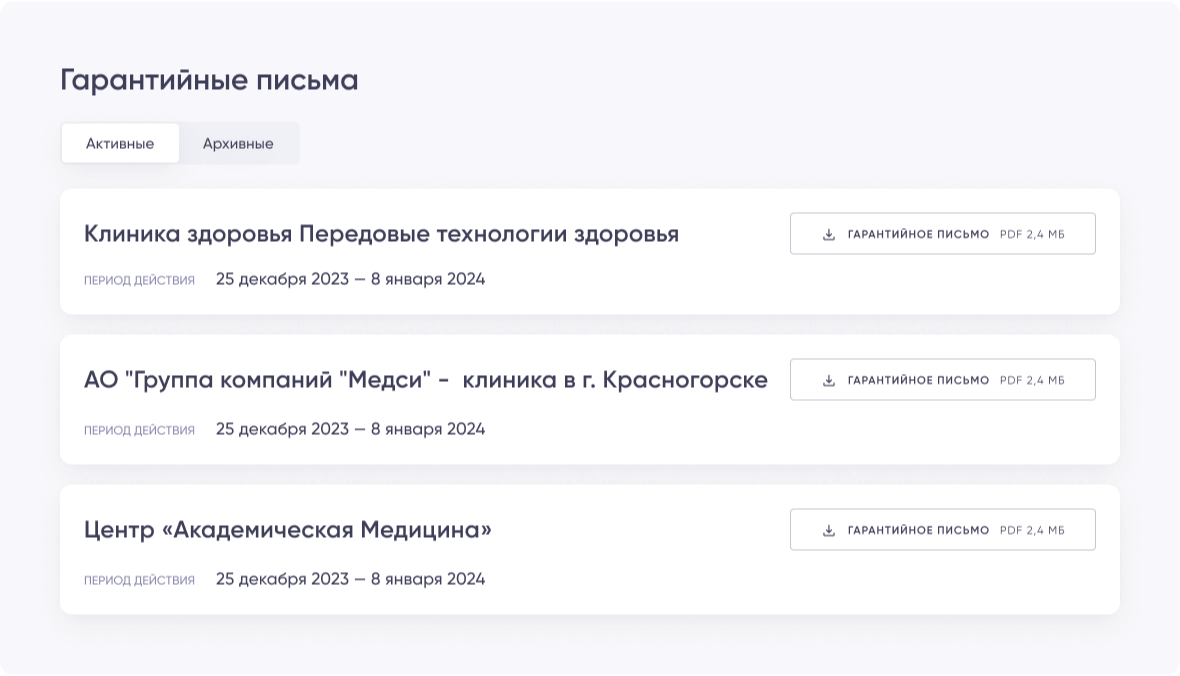 Гарантийные письма
Активные Архивные
Клиника здоровья Передовые технологии здоровья ГАРАНТИЙНОЕ ПИСЬМО PDF 2,4 МБ
ПЕРИОД ДЕЙСТВИЯ 25 декабря 2023 — 8 января 2024
АО "Группа компаний "Медси" -  клиника в г. Красногорске ГАРАНТИЙНОЕ ПИСЬМО PDF 2,4 МБ
ПЕРИОД ДЕЙСТВИЯ 25 декабря 2023 — 8 января 2024
Центр «Академическая Медицина» ГАРАНТИЙНОЕ ПИСЬМО PDF 2,4 МБ
ПЕРИОД ДЕЙСТВИЯ 25 декабря 2023 — 8 января 2024